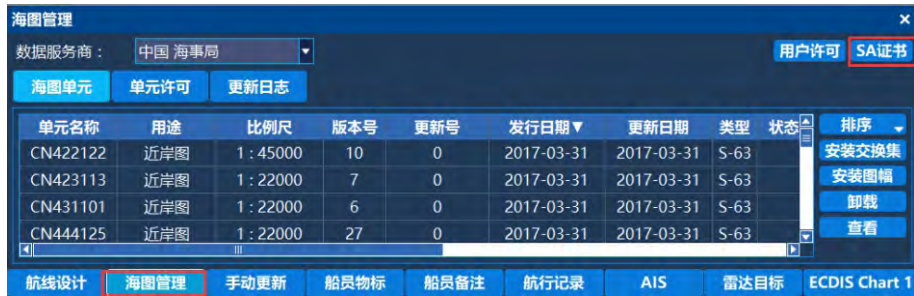 海图管理 ×
数据服务商： 中国 海事局 用户许可 SA证书
海图单元 单元许可 更新日志
单元名称 用途 比例尺 版本号 更新号 发行日期▼ 更新日期 类型 状态 排序
CN422122 近岸图 1 : 45000 10 0 2017-03-31 2017-03-31 S-63 安装交换集
CN423113 近岸图 1 : 22000 7 0 2017-03-31 2017-03-31 S-63 安装图幅
CN431101 近岸图 1 : 22000 6 0 2017-03-31 2017-03-31 S-63 卸载
CN444125 近岸图 1 : 22000 27 0 2017-03-31 2017-03-31 S-63 查看
航线设计 海图管理 手动更新 船员物标 船员备注 航行记录 AIS 雷达目标 ECDIS Chart 1